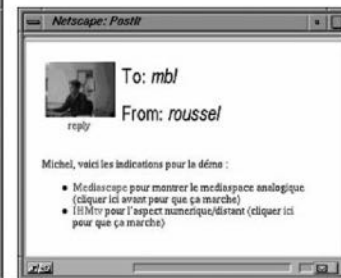 Netscape: PostIt
To: mbl
From: roussel
reply
Michel, voici les indications pour la démo :
• Mediascape pour montrer le mediaspace analogique
(cliquer ici avant pour que ça marche)
• IHMtv pour l'aspect numerique/distant (cliquer ici
pour que ça marche)